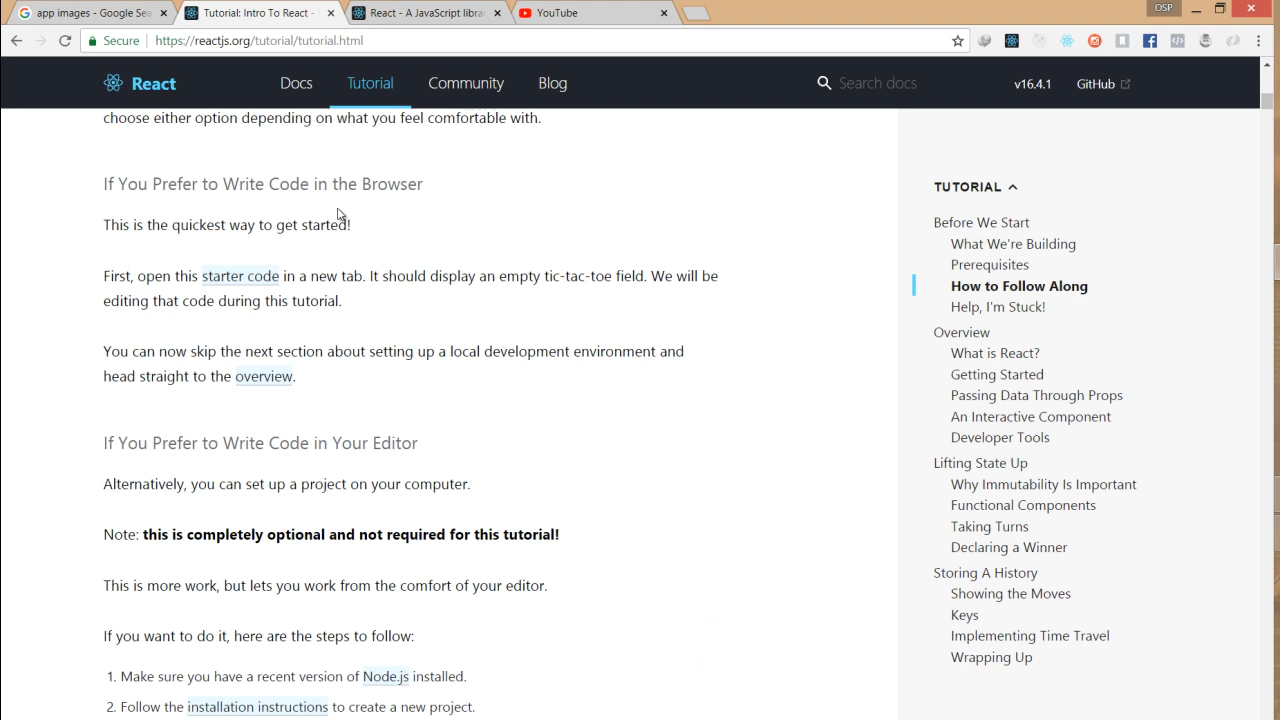 app images - Google Sea
Tutorial: Intro To React -
React - A JavaScript libra
YouTube
OSP
Secure
https://reactjs.org/tutorial/tutorial.html
React
Docs
Tutorial
Community
Blog
Search docs
v16.4.1
GitHub
choose either option depending on what you feel comfortable with.
If You Prefer to Write Code in the Browser
This is the quickest way to get started!
First, open this starter code in a new tab. It should display an empty tic-tac-toe field. We will be
editing that code during this tutorial.
You can now skip the next section about setting up a local development environment and
head straight to the overview.
If You Prefer to Write Code in Your Editor
Alternatively, you can set up a project on your computer.
Note: this is completely optional and not required for this tutorial!
This is more work, but lets you work from the comfort of your editor.
If you want to do it, here are the steps to follow:
1. Make sure you have a recent version of Node.js installed.
2. Follow the installation instructions to create a new project.
TUTORIAL
Before We Start
What We're Building
Prerequisites
How to Follow Along
Help, I'm Stuck!
Overview
What is React?
Getting Started
Passing Data Through Props
An Interactive Component
Developer Tools
Lifting State Up
Why Immutability Is Important
Functional Components
Taking Turns
Declaring a Winner
Storing A History
Showing the Moves
Keys
Implementing Time Travel
Wrapping Up